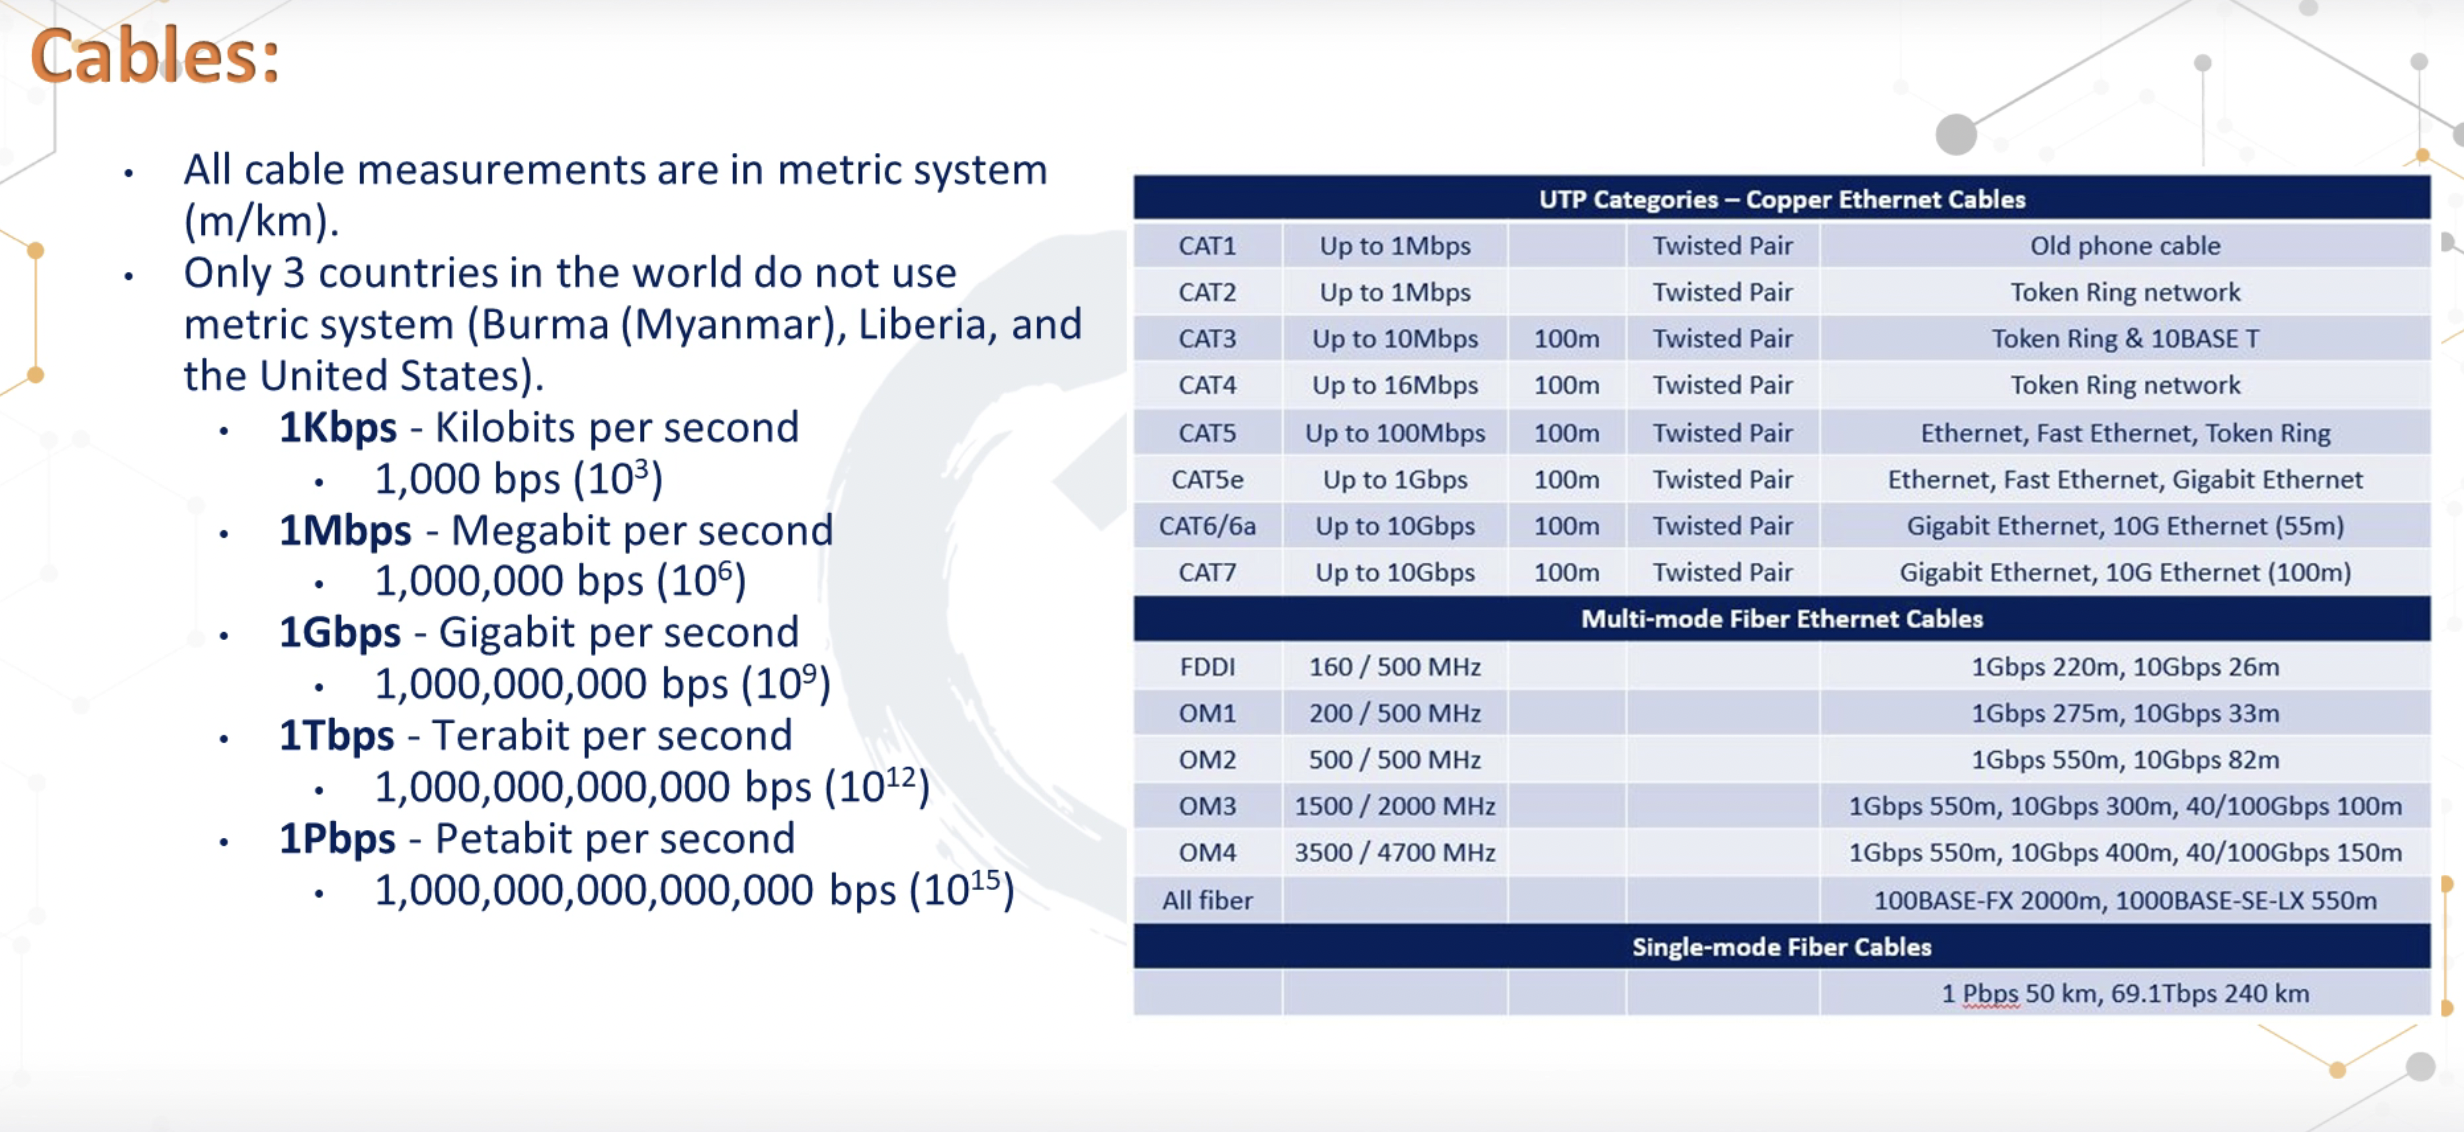 Cables:
• All cable measurements are in metric system
(m/km).
• Only 3 countries in the world do not use
metric system (Burma (Myanmar), Liberia, and
the United States).
• 1Kbps - Kilobits per second
• 1,000 bps (10³)
• 1Mbps - Megabit per second
• 1,000,000 bps (10⁶)
• 1Gbps - Gigabit per second
• 1,000,000,000 bps (10⁹)
• 1Tbps - Terabit per second
• 1,000,000,000,000 bps (10¹²)
• 1Pbps - Petabit per second
• 1,000,000,000,000,000 bps (10¹⁵)
UTP Categories – Copper Ethernet Cables
CAT1 Up to 1Mbps Twisted Pair Old phone cable
CAT2 Up to 1Mbps Twisted Pair Token Ring network
CAT3 Up to 10Mbps 100m Twisted Pair Token Ring & 10BASE T
CAT4 Up to 16Mbps 100m Twisted Pair Token Ring network
CAT5 Up to 100Mbps 100m Twisted Pair Ethernet, Fast Ethernet, Token Ring
CAT5e Up to 1Gbps 100m Twisted Pair Ethernet, Fast Ethernet, Gigabit Ethernet
CAT6/6a Up to 10Gbps 100m Twisted Pair Gigabit Ethernet, 10G Ethernet (55m)
CAT7 Up to 10Gbps 100m Twisted Pair Gigabit Ethernet, 10G Ethernet (100m)
Multi-mode Fiber Ethernet Cables
FDDI 160 / 500 MHz 1Gbps 220m, 10Gbps 26m
OM1 200 / 500 MHz 1Gbps 275m, 10Gbps 33m
OM2 500 / 500 MHz 1Gbps 550m, 10Gbps 82m
OM3 1500 / 2000 MHz 1Gbps 550m, 10Gbps 300m, 40/100Gbps 100m
OM4 3500 / 4700 MHz 1Gbps 550m, 10Gbps 400m, 40/100Gbps 150m
All fiber 100BASE-FX 2000m, 1000BASE-SE-LX 550m
Single-mode Fiber Cables
1 Pbps 50 km, 69.1Tbps 240 km